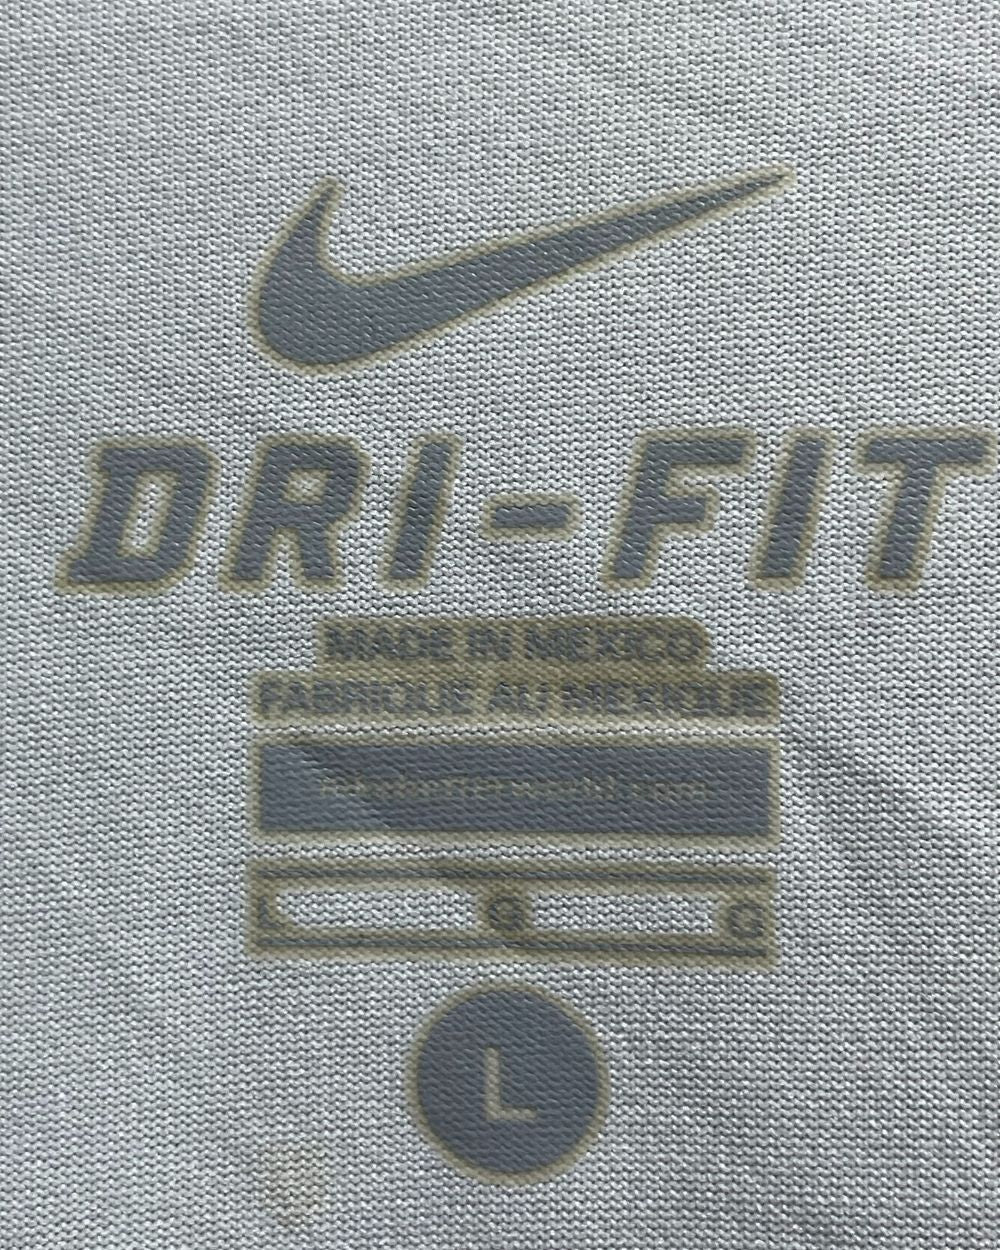 DRI-FIT
MADE IN MEXICO
FABRIQUE AU MEXIQUE
L G G
L